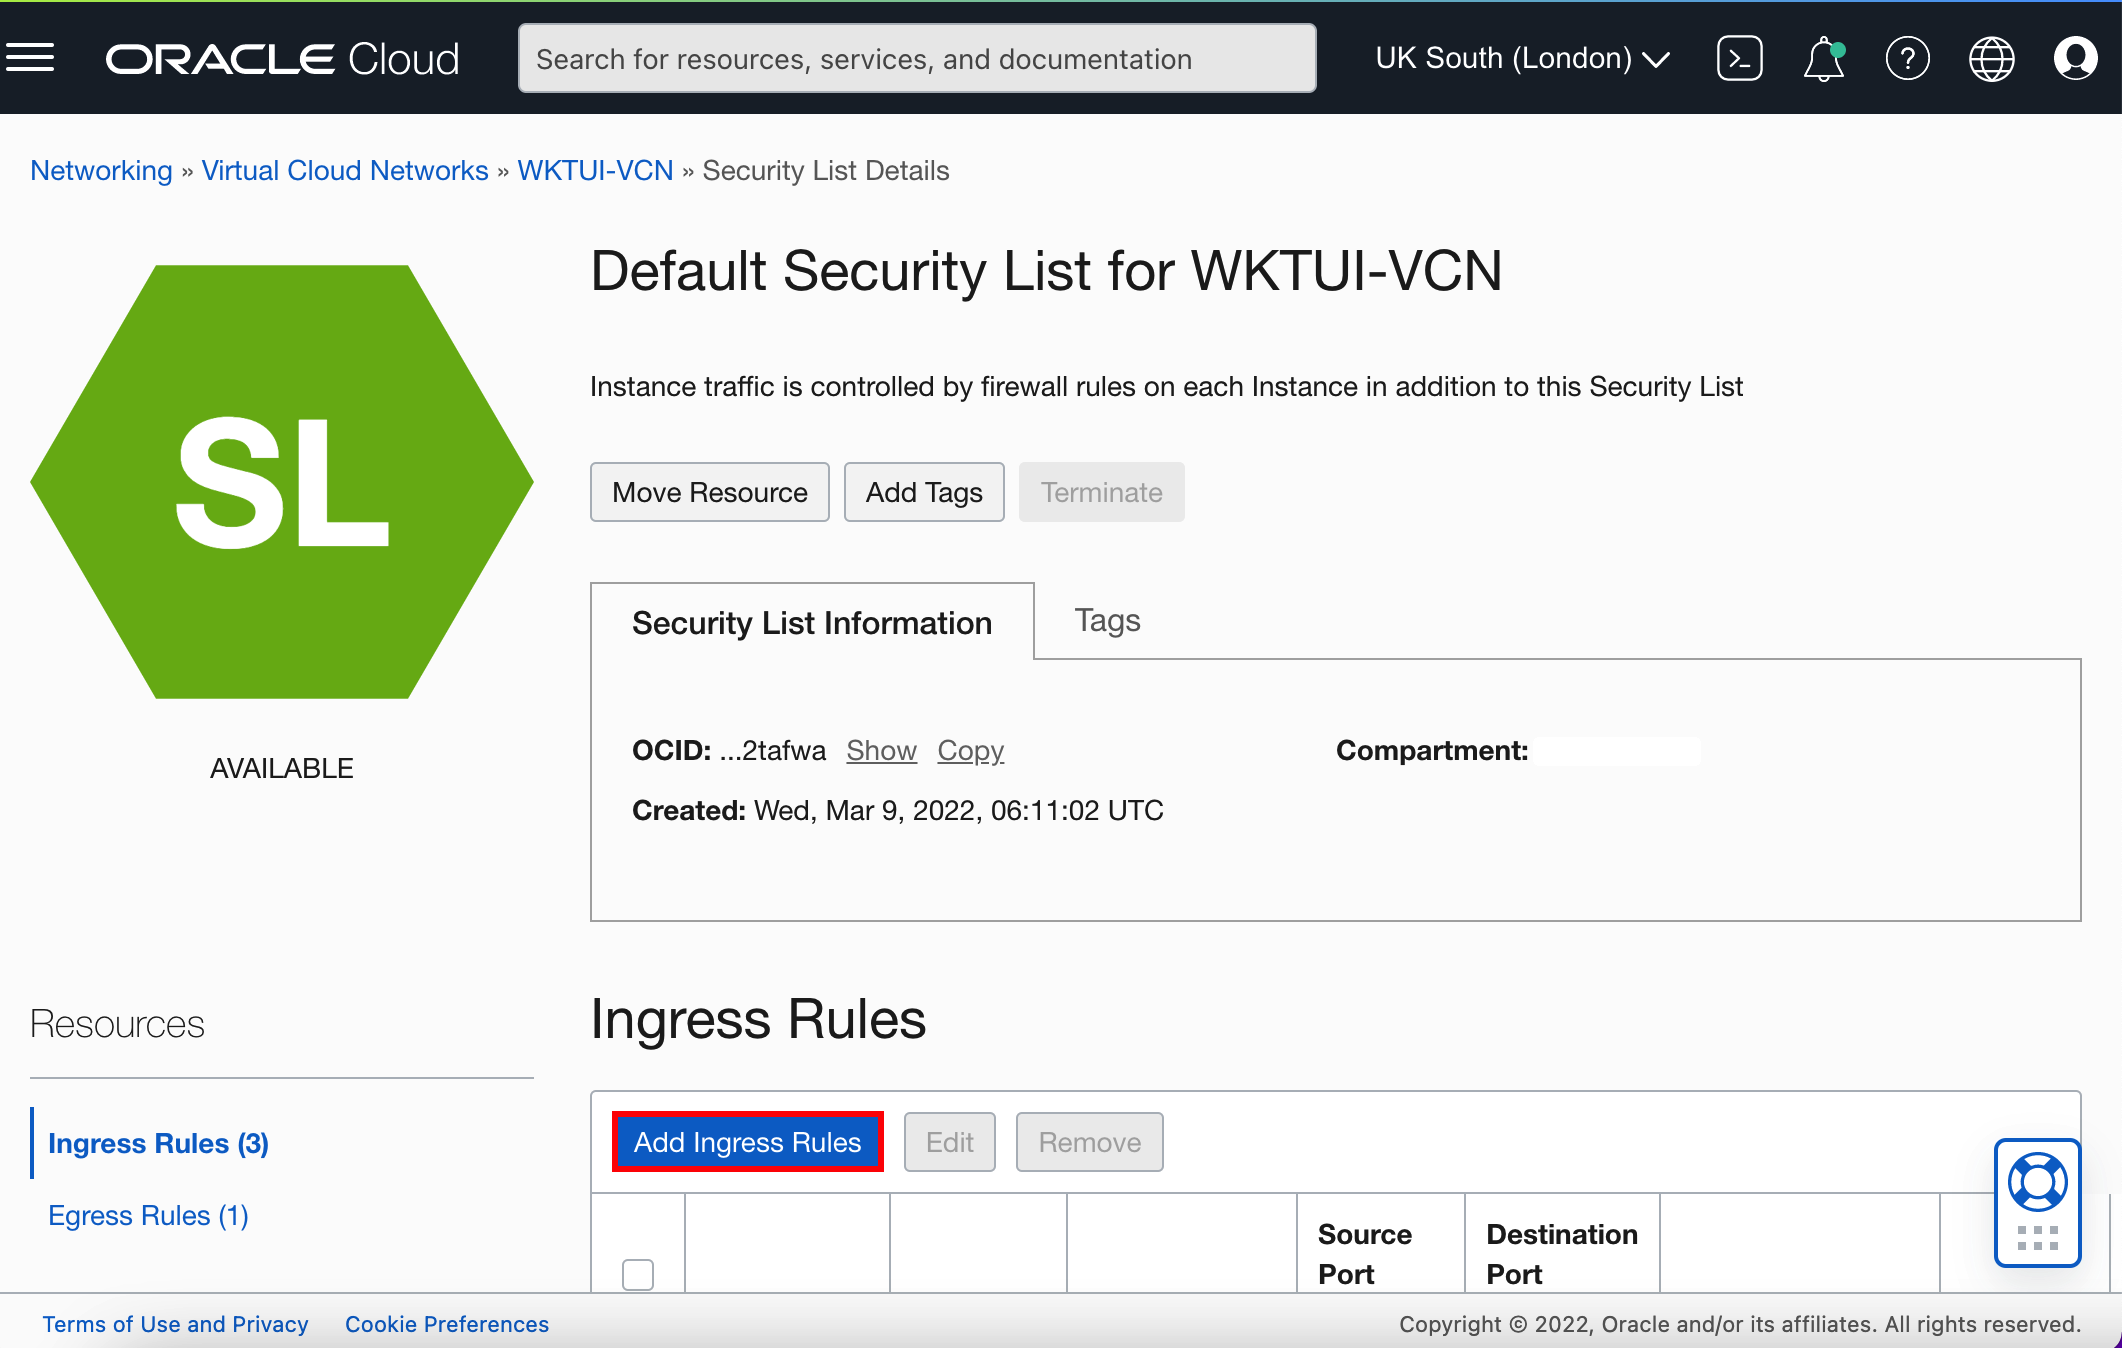 ORACLE Cloud
Search for resources, services, and documentation
UK South (London)
Networking » Virtual Cloud Networks » WKTUI-VCN » Security List Details
SL
AVAILABLE
Default Security List for WKTUI-VCN
Instance traffic is controlled by firewall rules on each Instance in addition to this Security List
Move Resource
Add Tags
Terminate
Security List Information
Tags
OCID: ...2tafwa Show Copy
Compartment:
Created: Wed, Mar 9, 2022, 06:11:02 UTC
Resources
Ingress Rules (3)
Egress Rules (1)
Ingress Rules
Add Ingress Rules
Edit
Remove
Source
Port
Destination
Port
Terms of Use and Privacy
Cookie Preferences
Copyright © 2022, Oracle and/or its affiliates. All rights reserved.